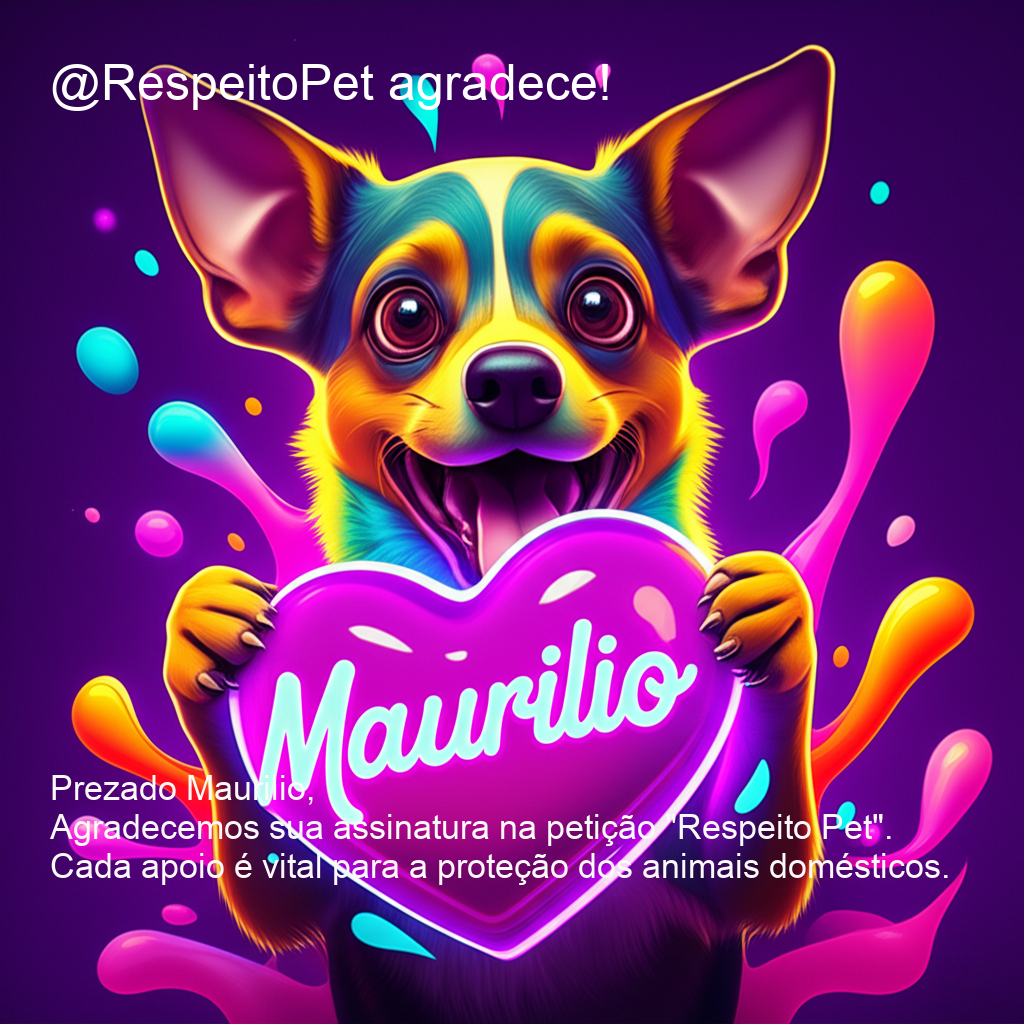 @RespeitoPet agradece!
Maurilio
Prezado Maurilio,
Agradecemos sua assinatura na petição "Respeito Pet".
Cada apoio é vital para a proteção dos animais domésticos.